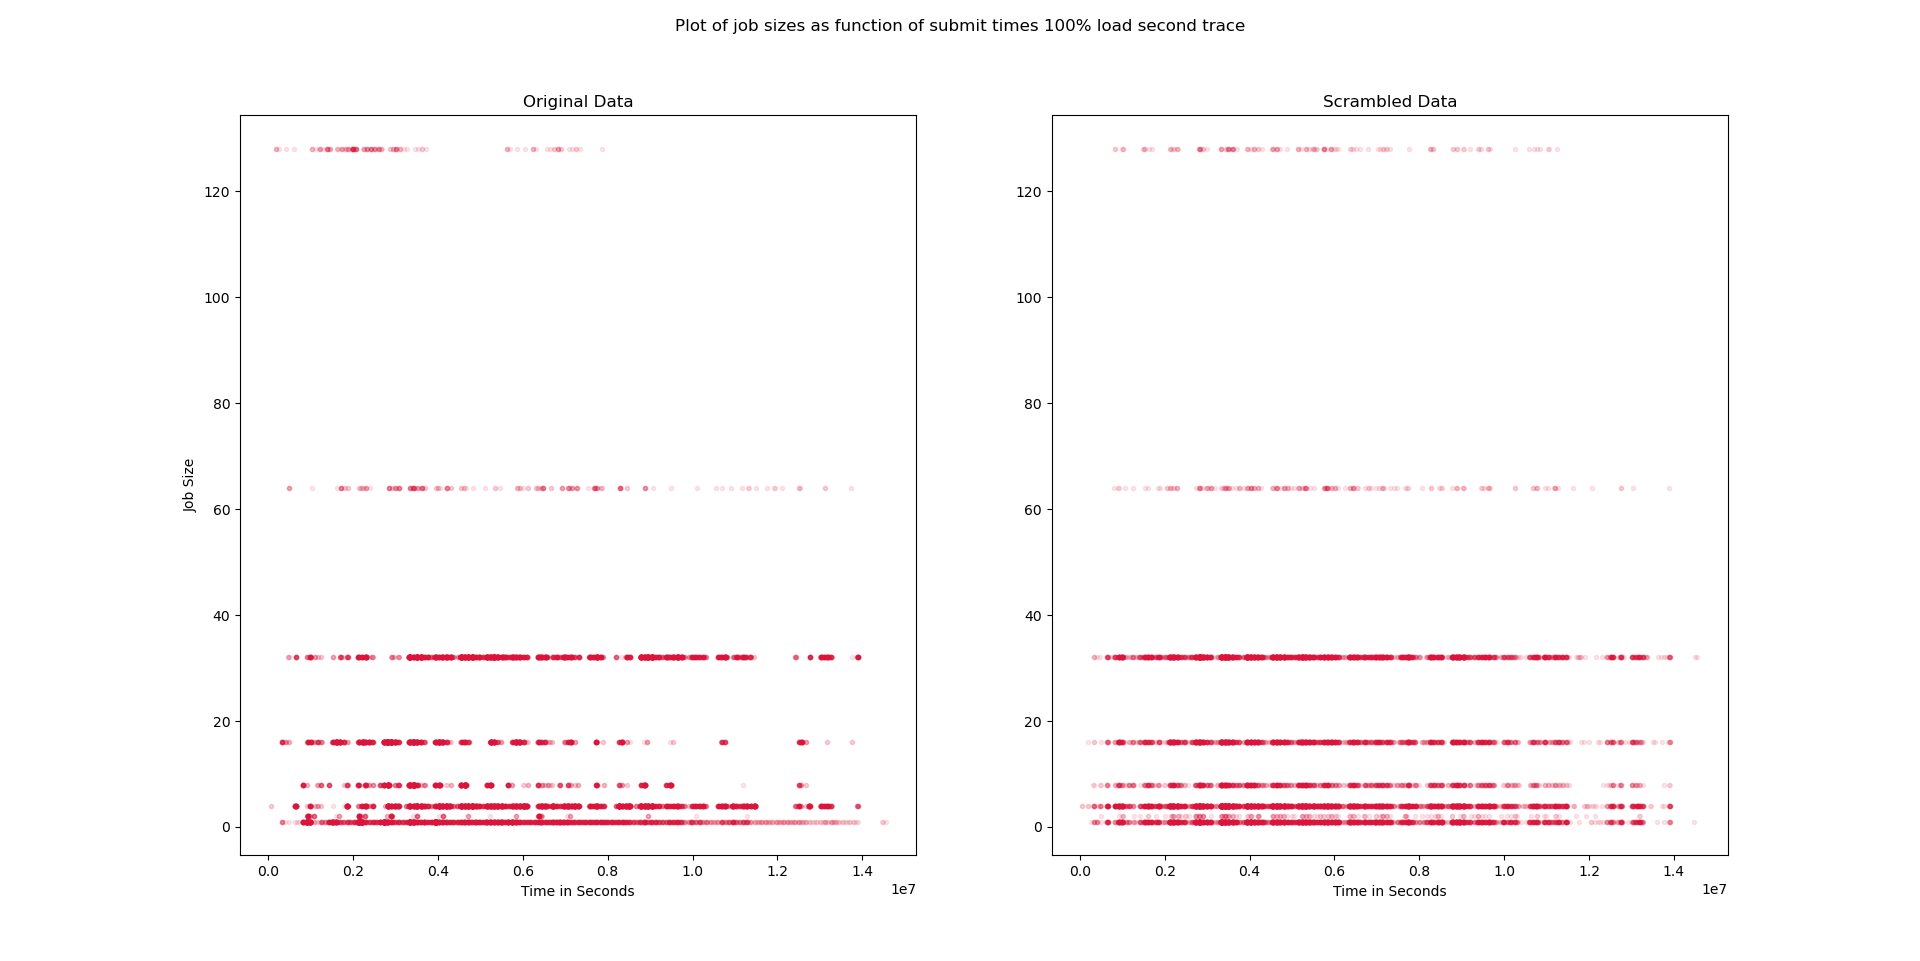 Plot of job sizes as function of submit times 100% load second trace
Original Data
120
100
80
60
40
20
0
Job Size
0.0 0.2 0.4 0.6 0.8 1.0 1.2 1.4
1e7
Time in Seconds
Scrambled Data
120
100
80
60
40
20
0
0.0 0.2 0.4 0.6 0.8 1.0 1.2 1.4
1e7
Time in Seconds